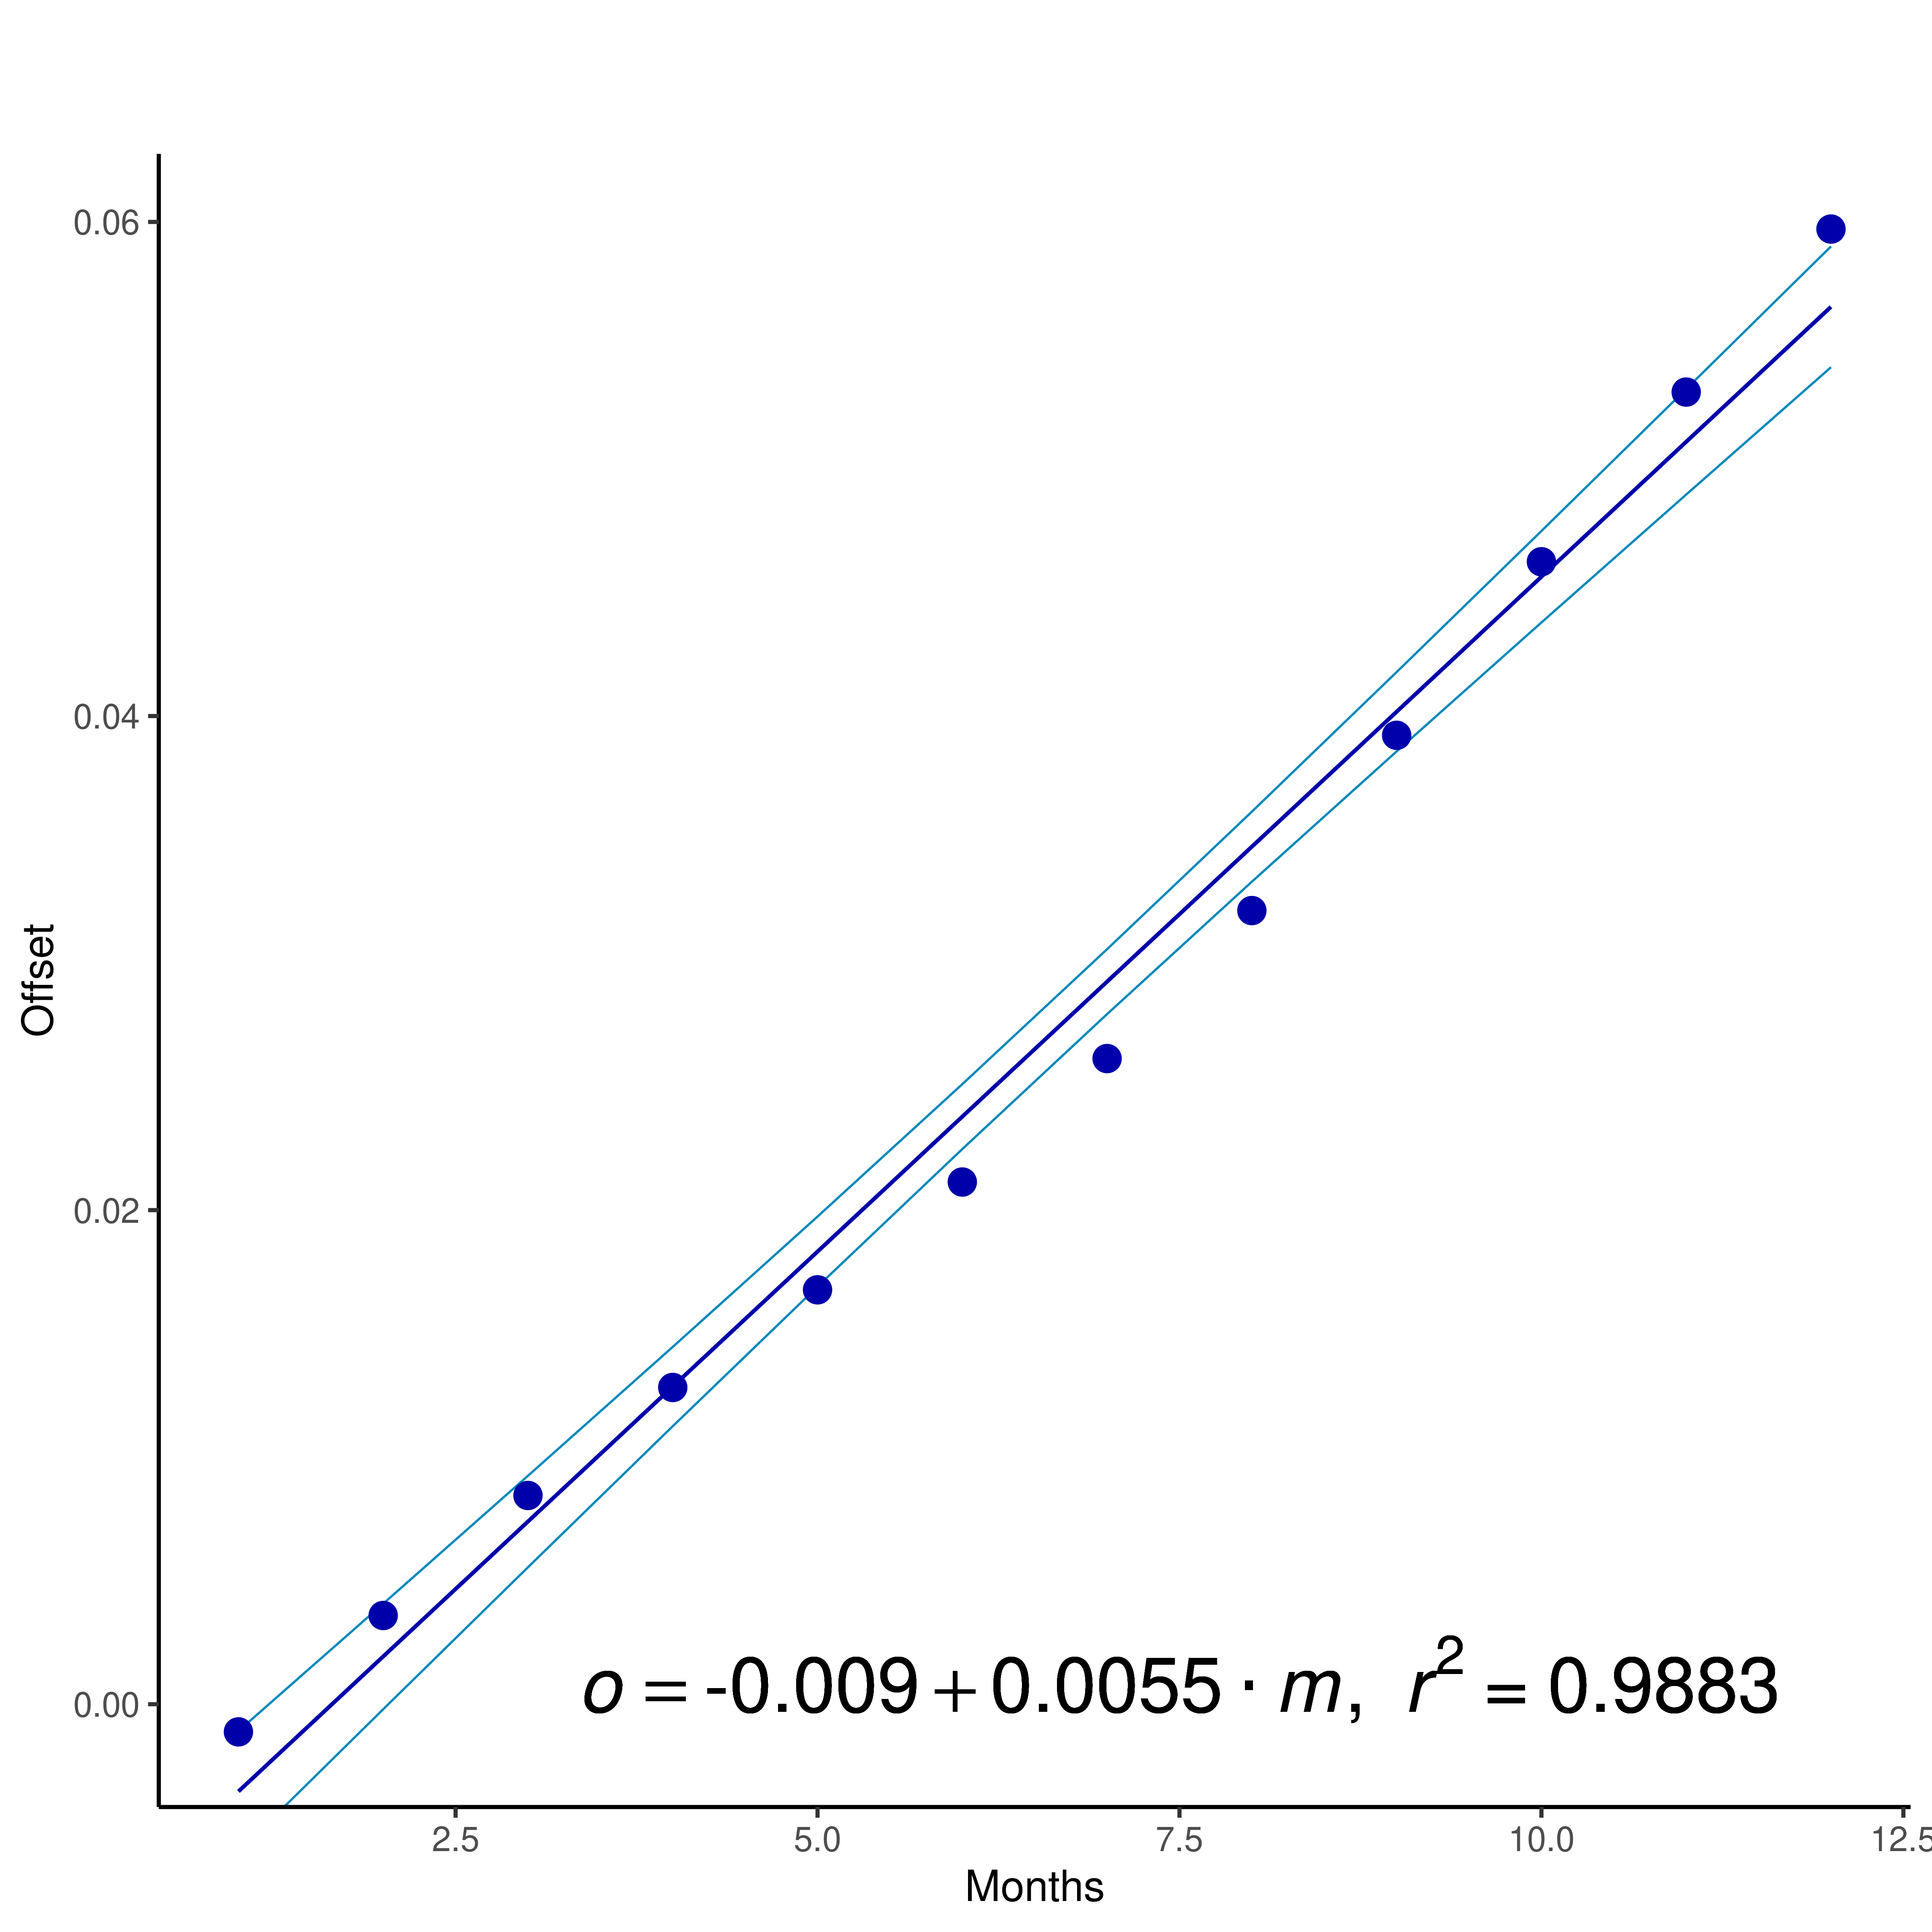 0.06
0.04
0.02
0.00
Offset
o = -0.009 + 0.0055 · m, r² = 0.9883
2.5 5.0 7.5 10.0 12.5
Months